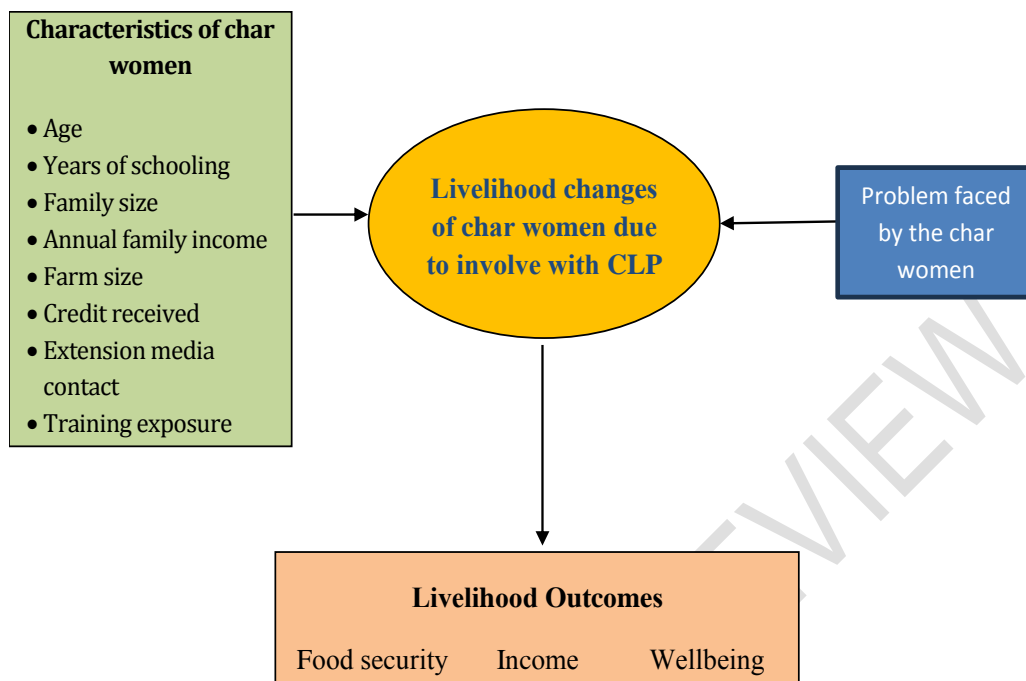 Characteristics of char
women
• Age
• Years of schooling
• Family size
• Annual family income
• Farm size
• Credit received
• Extension media
contact
• Training exposure
Livelihood changes
of char women due
to involve with CLP
Problem faced
by the char
women
Livelihood Outcomes
Food security Income Wellbeing